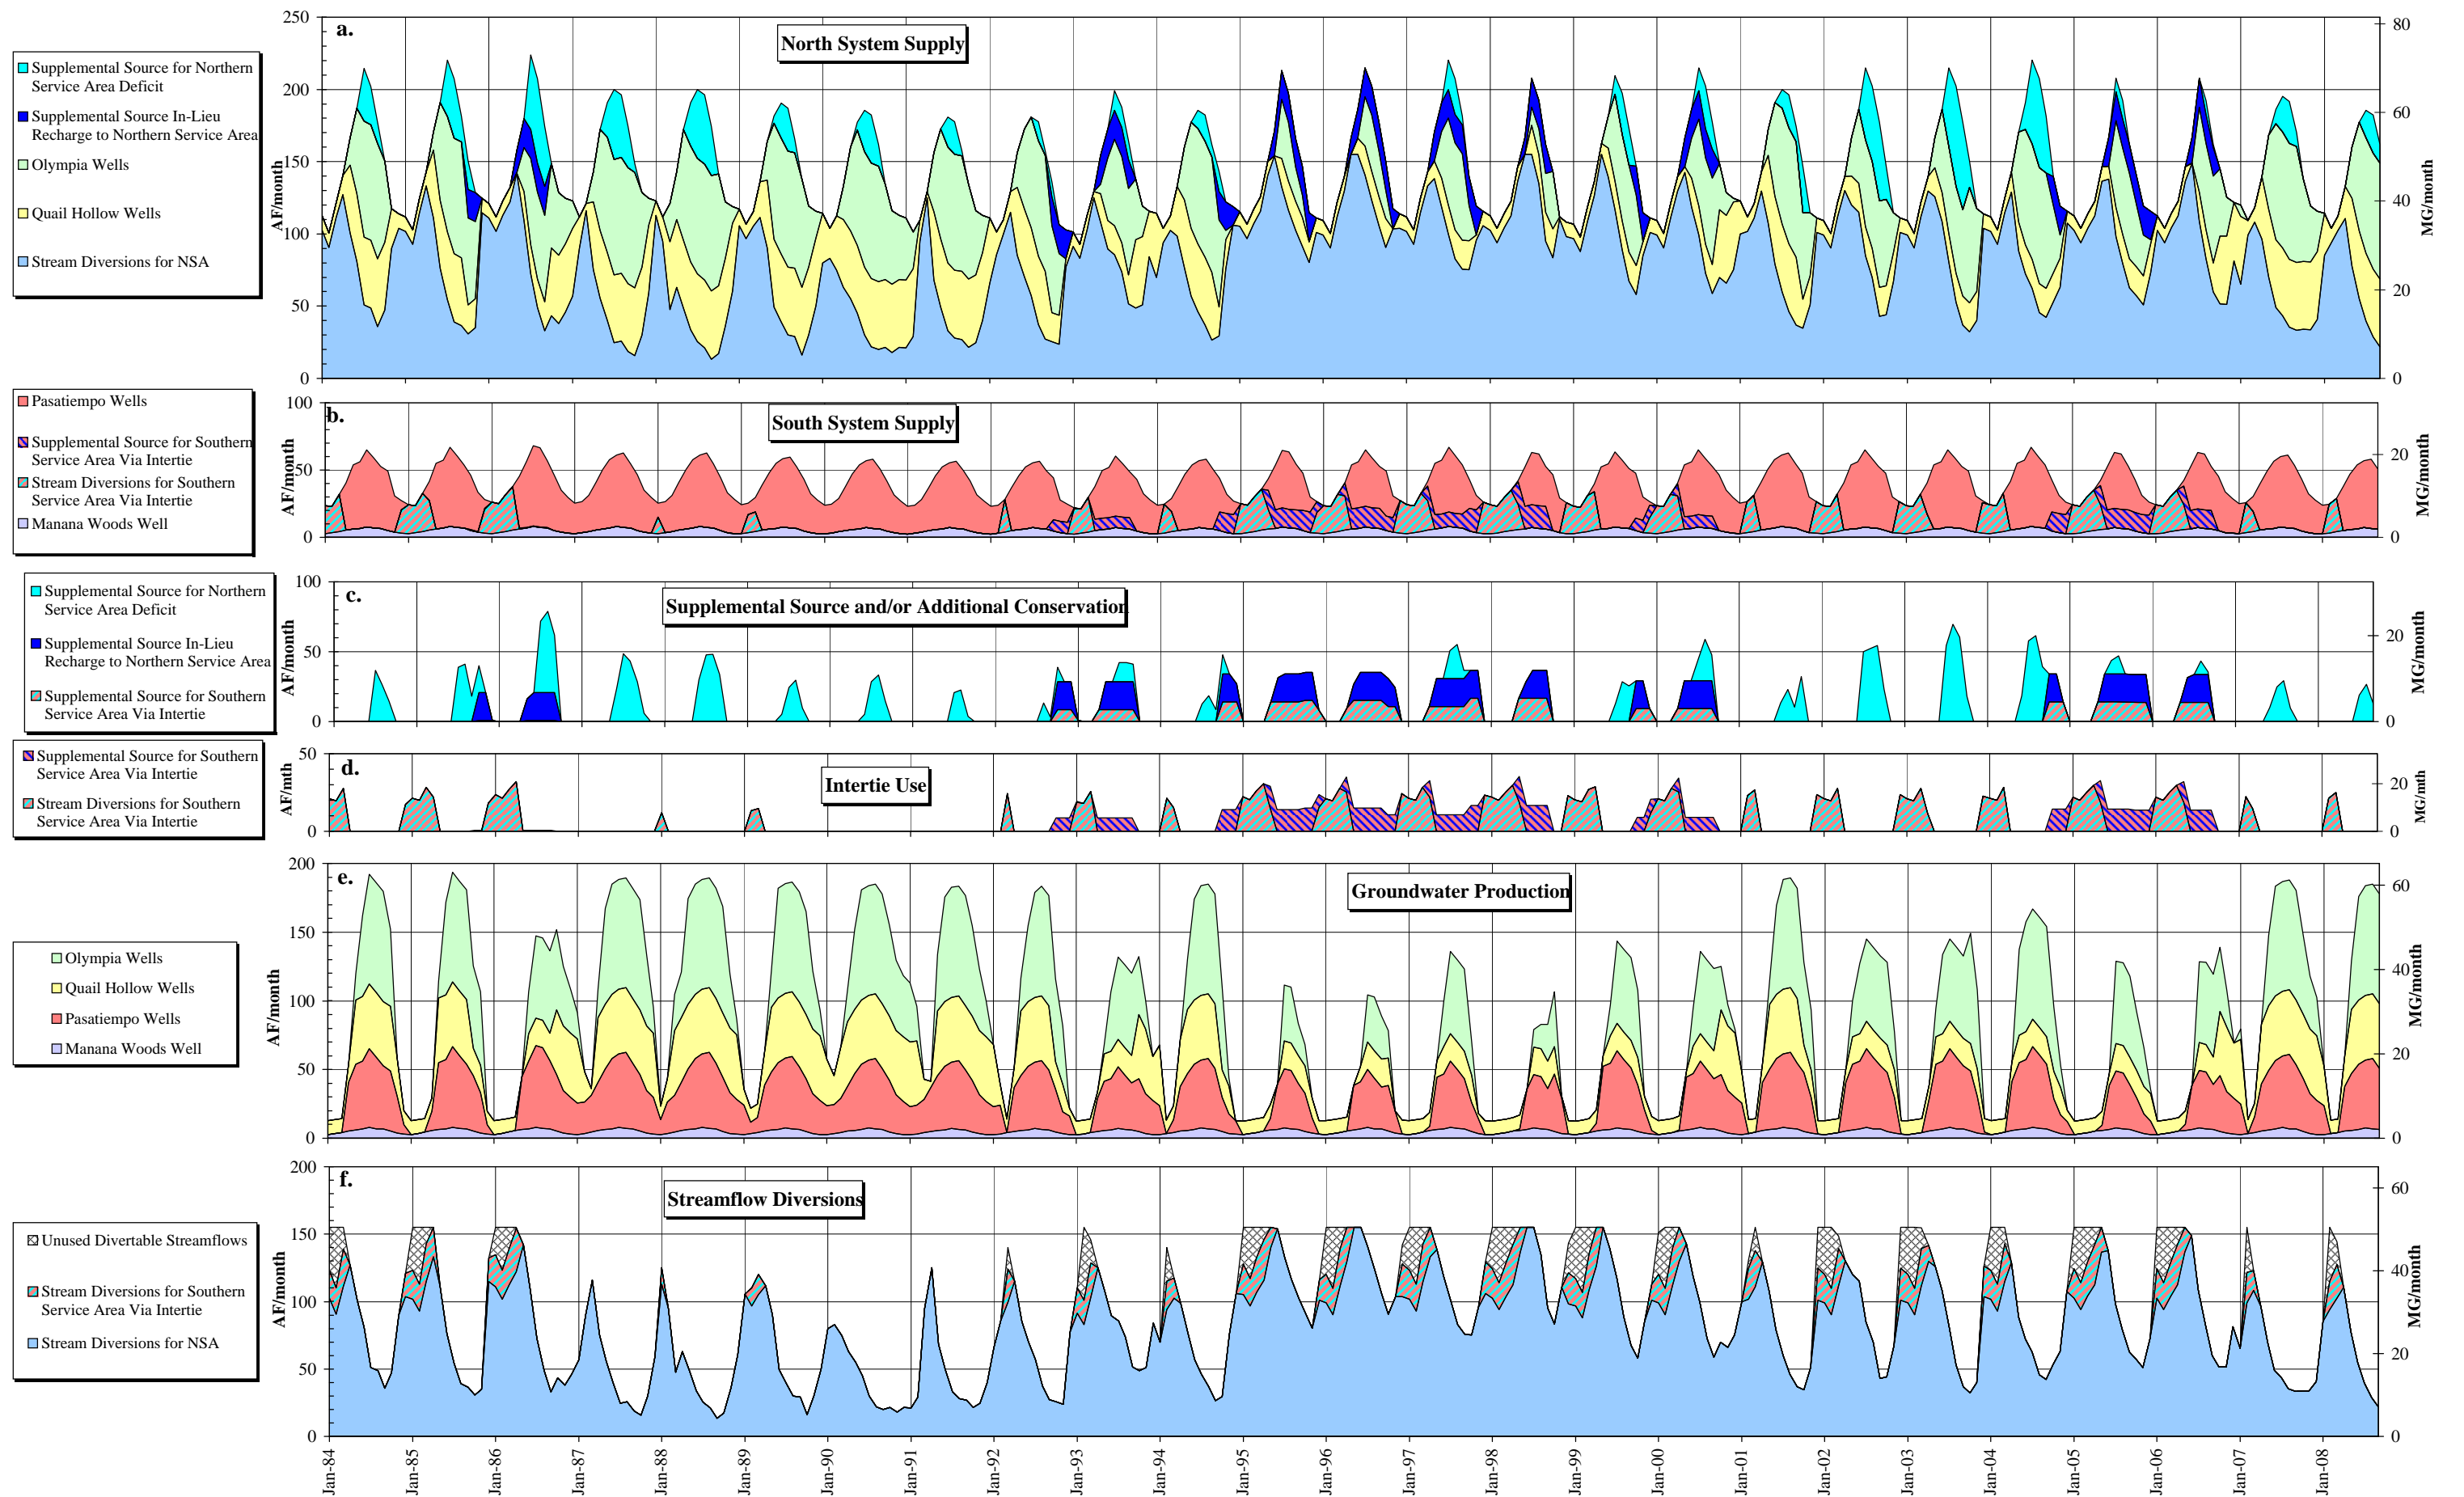 a.
North System Supply
250
200
150
100
50
0
AF/month
80
60
40
20
0
MG/month
Supplemental Source for Northern
Service Area Deficit
Supplemental Source In-Lieu
Recharge to Northern Service Area
Olympia Wells
Quail Hollow Wells
Stream Diversions for NSA
b.
South System Supply
100
50
0
AF/month
20
0
MG/month
Pasatiempo Wells
Supplemental Source for Southern
Service Area Via Intertie
Stream Diversions for Southern
Service Area Via Intertie
Manana Woods Well
c.
Supplemental Source and/or Additional Conservation
100
50
0
AF/month
20
0
MG/month
Supplemental Source for Northern
Service Area Deficit
Supplemental Source In-Lieu
Recharge to Northern Service Area
Supplemental Source for Southern
Service Area Via Intertie
d.
Intertie Use
50
0
AF/mth
20
0
MG/mth
Supplemental Source for Southern
Service Area Via Intertie
Stream Diversions for Southern
Service Area Via Intertie
e.
Groundwater Production
200
150
100
50
0
AF/month
60
40
20
0
MG/month
Olympia Wells
Quail Hollow Wells
Pasatiempo Wells
Manana Woods Well
f.
Streamflow Diversions
200
150
100
50
0
AF/month
60
40
20
0
MG/month
Unused Divertable Streamflows
Stream Diversions for Southern
Service Area Via Intertie
Stream Diversions for NSA
Jan-84
Jan-85
Jan-86
Jan-87
Jan-88
Jan-89
Jan-90
Jan-91
Jan-92
Jan-93
Jan-94
Jan-95
Jan-96
Jan-97
Jan-98
Jan-99
Jan-00
Jan-01
Jan-02
Jan-03
Jan-04
Jan-05
Jan-06
Jan-07
Jan-08